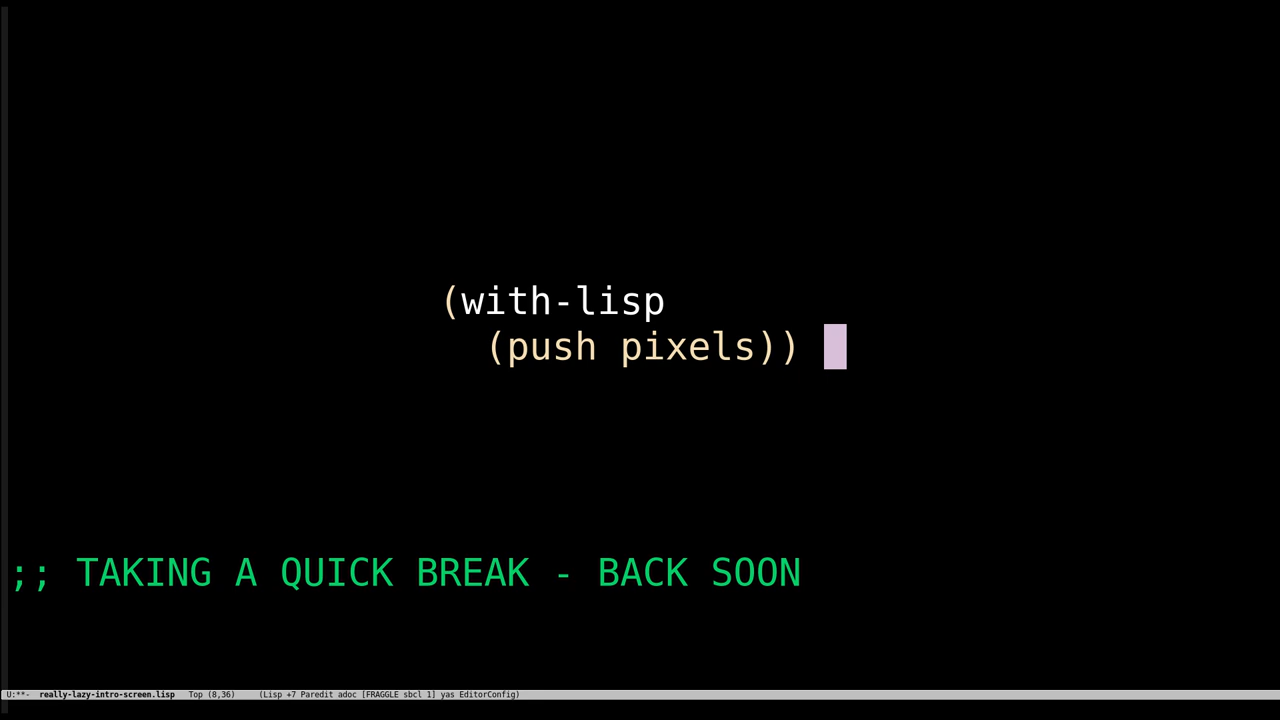 (with-lisp
(push pixels))
;; TAKING A QUICK BREAK - BACK SOON
U:**- really-lazy-intro-screen.lisp Top (8,36) (Lisp +7 Paredit adoc [FRAGGLE sbcl 1] yas EditorConfig)